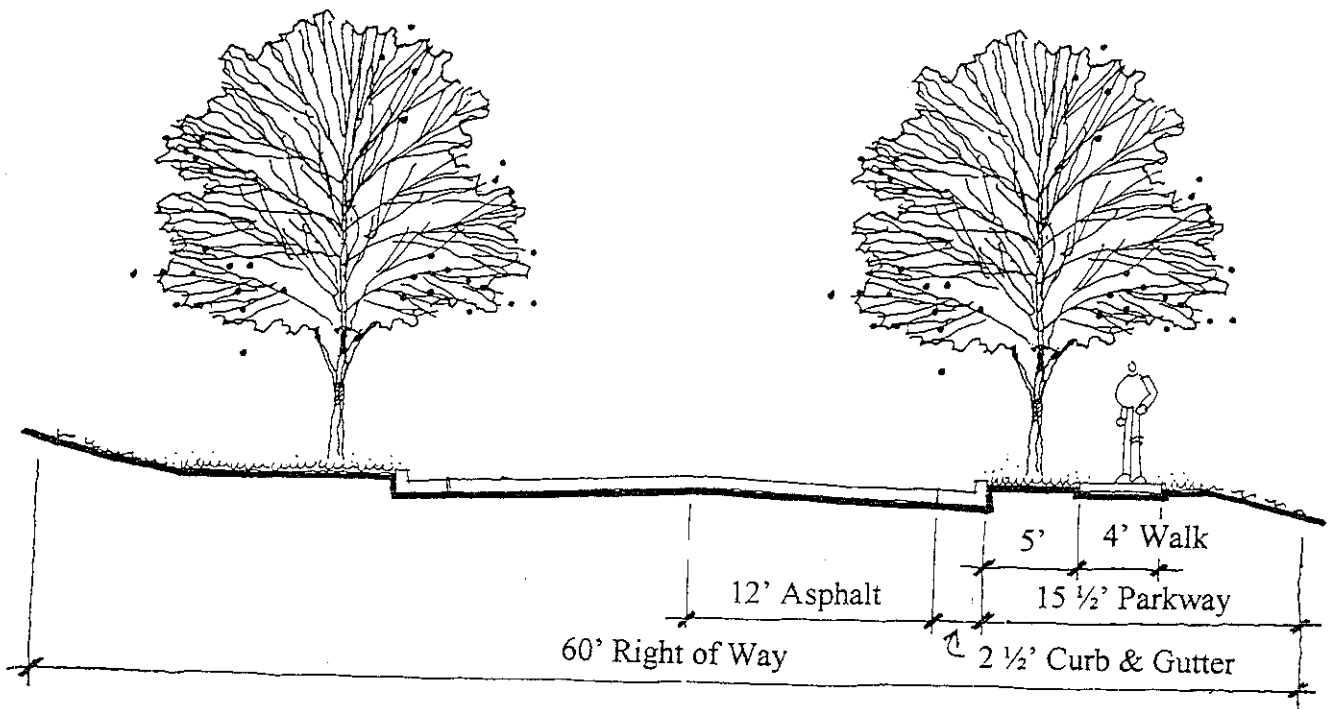 5’ 4’ Walk
12’ Asphalt 15 ½’ Parkway
60’ Right of Way 2 ½’ Curb & Gutter